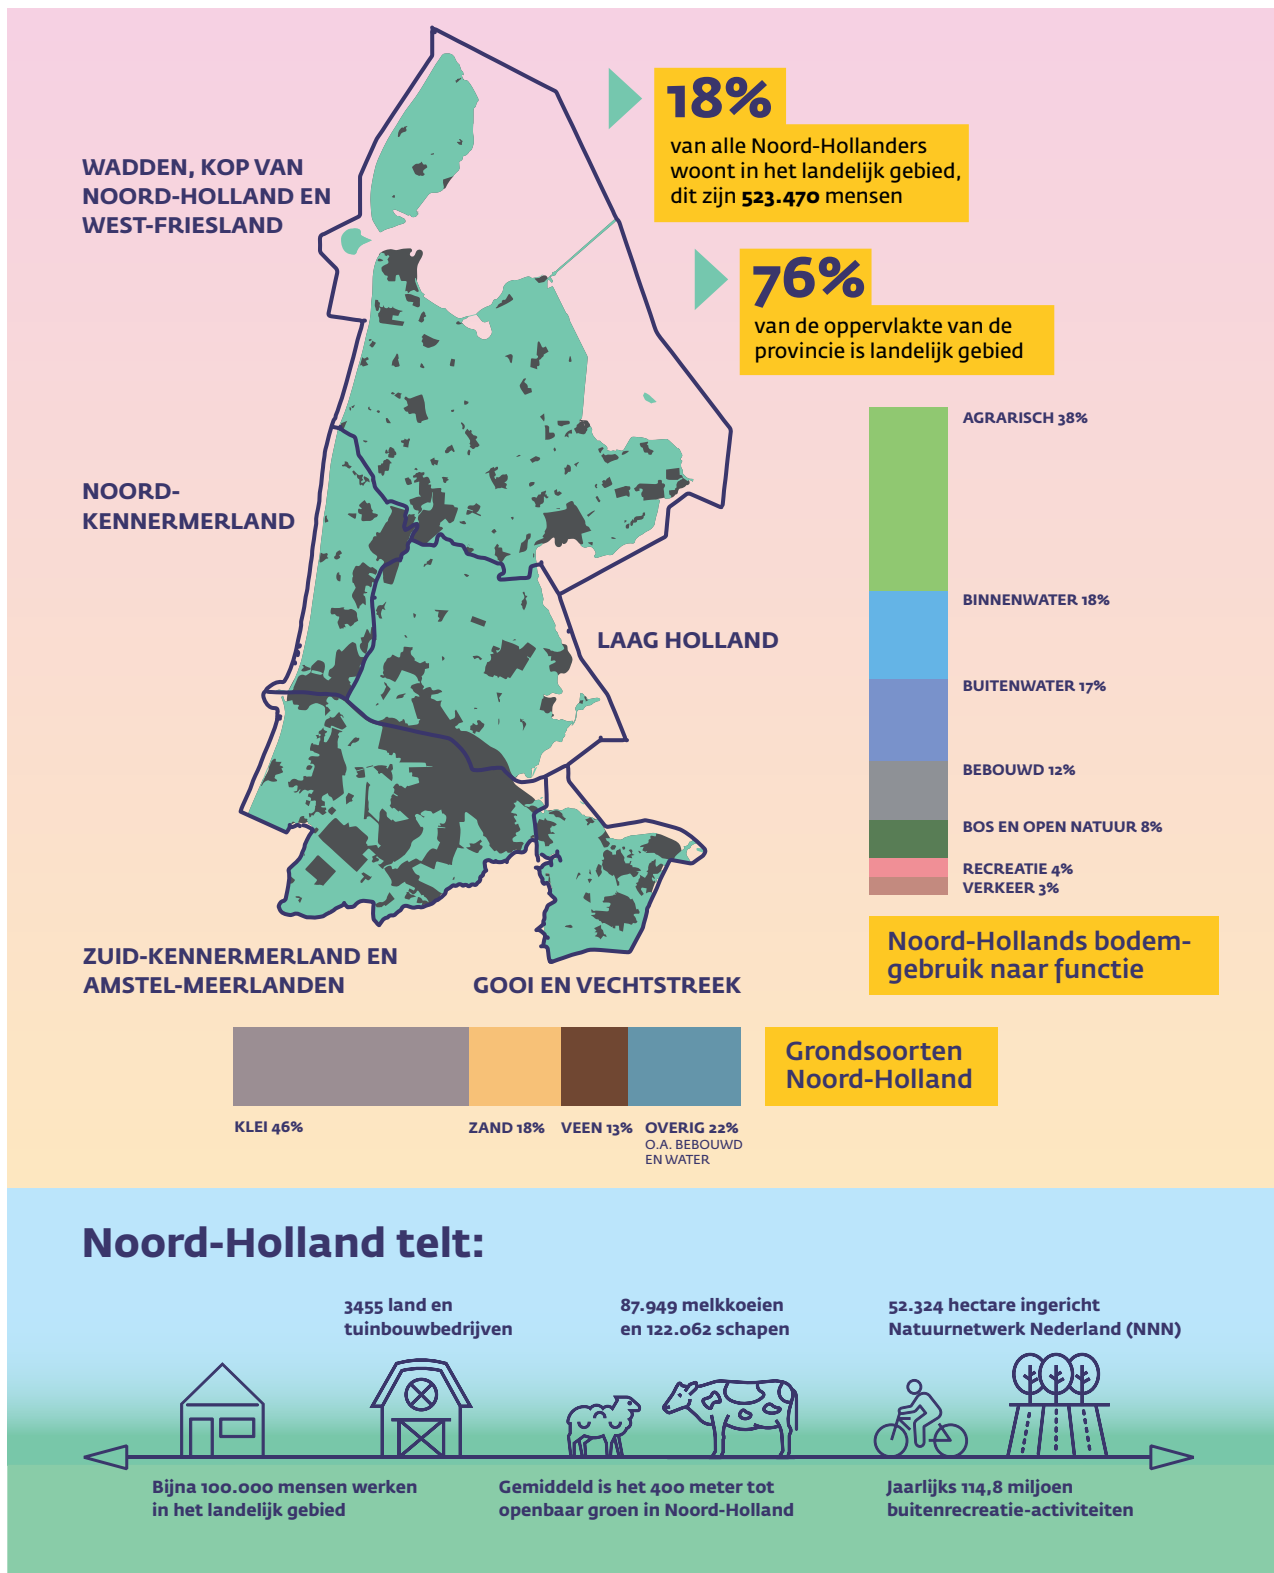 18%
van alle Noord-Hollanders
woont in het landelijk gebied,
dit zijn 523.470 mensen
WADDEN, KOP VAN
NOORD-HOLLAND EN
WEST-FRIESLAND
76%
van de oppervlakte van de
provincie is landelijk gebied
AGRARISCH 38%
NOORD-
KENNERMERLAND
BINNENWATER 18%
LAAG HOLLAND
BUITENWATER 17%
BEBOUWD 12%
BOS EN OPEN NATUUR 8%
RECREATIE 4%
VERKEER 3%
Noord-Hollands bodem-
gebruik naar functie
ZUID-KENNERMERLAND EN
AMSTEL-MEERLANDEN
GOOI EN VECHTSTREEK
Grondsoorten
Noord-Holland
KLEI 46%
ZAND 18%
VEEN 13%
OVERIG 22%
O.A. BEBOUWD
EN WATER
Noord-Holland telt:
3455 land en
tuinbouwbedrijven
87.949 melkkoeien
en 122.062 schapen
52.324 hectare ingericht
Natuurnetwerk Nederland (NNN)
Bijna 100.000 mensen werken
in het landelijk gebied
Gemiddeld is het 400 meter tot
openbaar groen in Noord-Holland
Jaarlijks 114,8 miljoen
buitenrecreatie-activiteiten